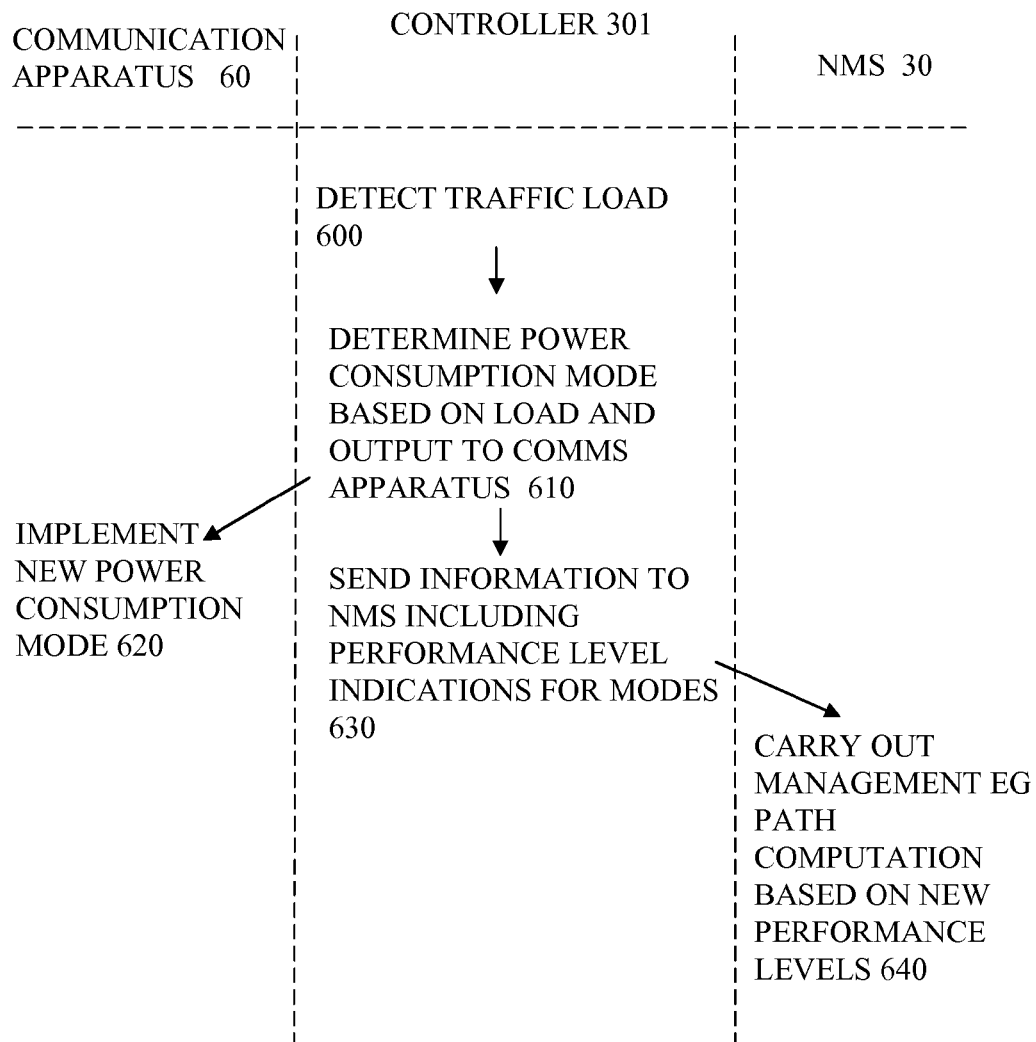 COMMUNICATION
APPARATUS 60
CONTROLLER 301
NMS 30
DETECT TRAFFIC LOAD
600
DETERMINE POWER
CONSUMPTION MODE
BASED ON LOAD AND
OUTPUT TO COMMS
APPARATUS 610
IMPLEMENT
NEW POWER
CONSUMPTION
MODE 620
SEND INFORMATION TO
NMS INCLUDING
PERFORMANCE LEVEL
INDICATIONS FOR MODES
630
CARRY OUT
MANAGEMENT EG
PATH
COMPUTATION
BASED ON NEW
PERFORMANCE
LEVELS 640